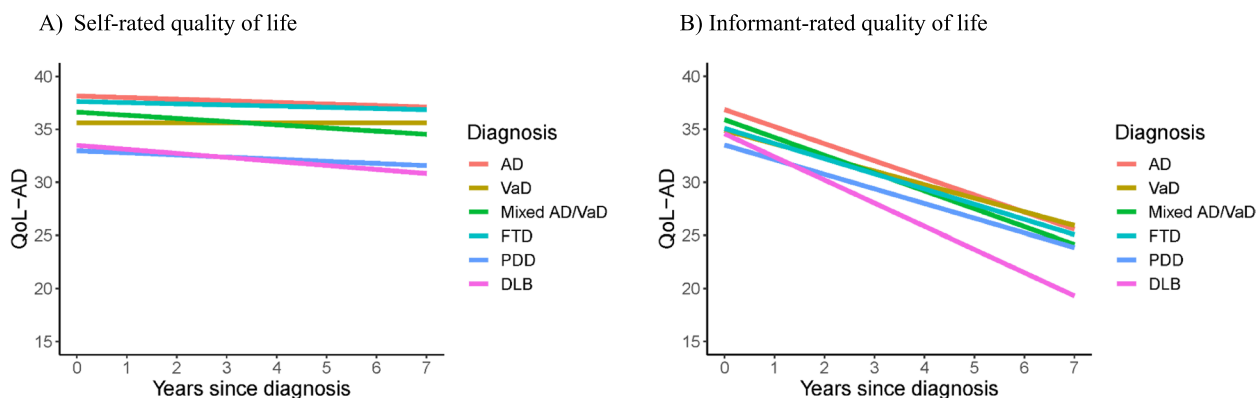 A) Self-rated quality of life
QoL−AD
40
35
30
25
20
15
0 1 2 3 4 5 6 7
Years since diagnosis
Diagnosis
AD
VaD
Mixed AD/VaD
FTD
PDD
DLB
B) Informant-rated quality of life
QoL−AD
40
35
30
25
20
15
0 1 2 3 4 5 6 7
Years since diagnosis
Diagnosis
AD
VaD
Mixed AD/VaD
FTD
PDD
DLB